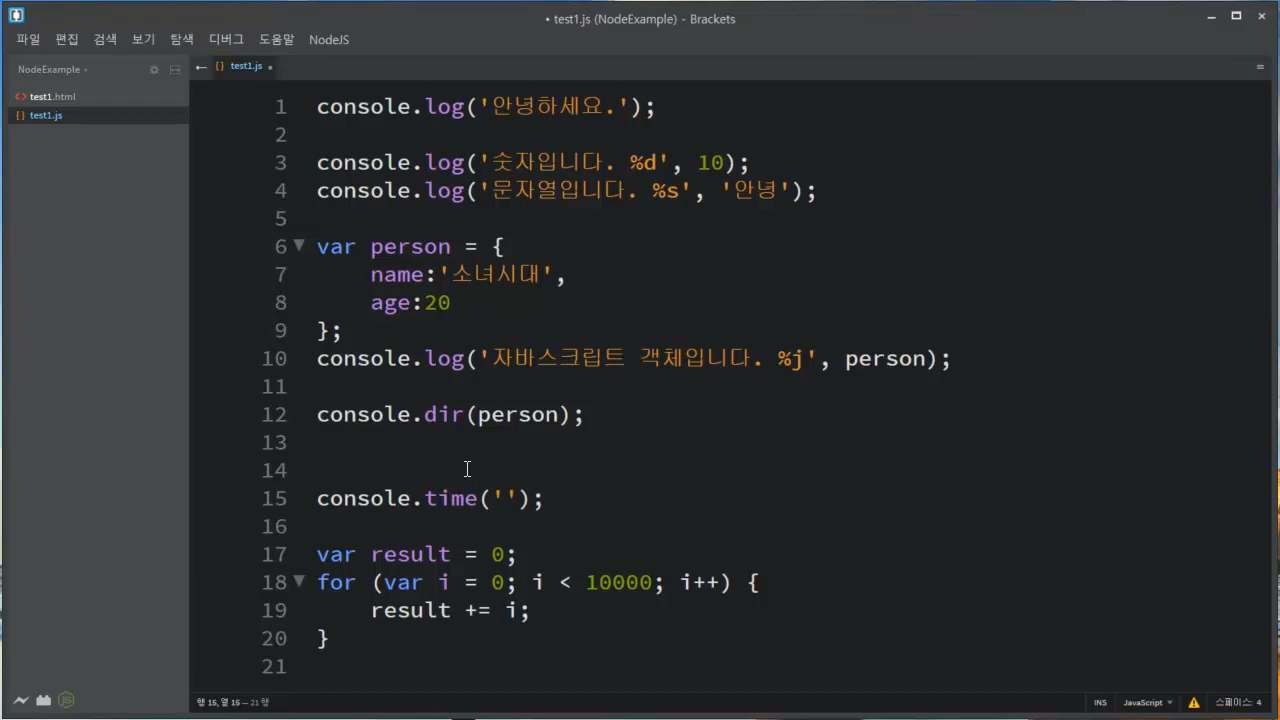 • test1.js (NodeExample) - Brackets
파일 편집 검색 보기 탐색 디버그 도움말 NodeJS
NodeExample
test1.js
test1.html
test1.js
1 console.log('안녕하세요.');
2
3 console.log('숫자입니다. %d', 10);
4 console.log('문자열입니다. %s', '안녕');
5
6 var person = {
7 name:'소녀시대',
8 age:20
9 };
10 console.log('자바스크립트 객체입니다. %j', person);
11
12 console.dir(person);
13
14
15 console.time('');
16
17 var result = 0;
18 for (var i = 0; i < 10000; i++) {
19 result += i;
20 }
21
행 15, 열 15 — 21 행
INS JavaScript 스페이스: 4